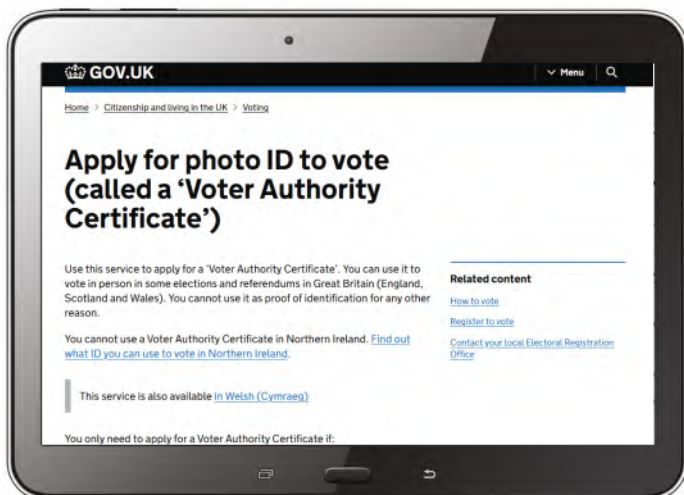 GOV.UK
Menu
Home > Citizenship and living in the UK > Voting
Apply for photo ID to vote
(called a ‘Voter Authority
Certificate’)
Use this service to apply for a ‘Voter Authority Certificate’. You can use it to
vote in person in some elections and referendums in Great Britain (England,
Scotland and Wales). You cannot use it as proof of identification for any other
reason.
You cannot use a Voter Authority Certificate in Northern Ireland. Find out
what ID you can use to vote in Northern Ireland.
This service is also available in Welsh (Cymraeg)
You only need to apply for a Voter Authority Certificate if:
Related content
How to vote
Register to vote
Contact your local Electoral Registration
Office